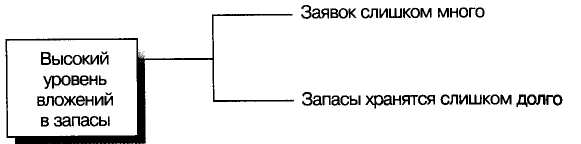 Заявок слишком много
Высокий
уровень
вложений
в запасы
Запасы хранятся слишком долго